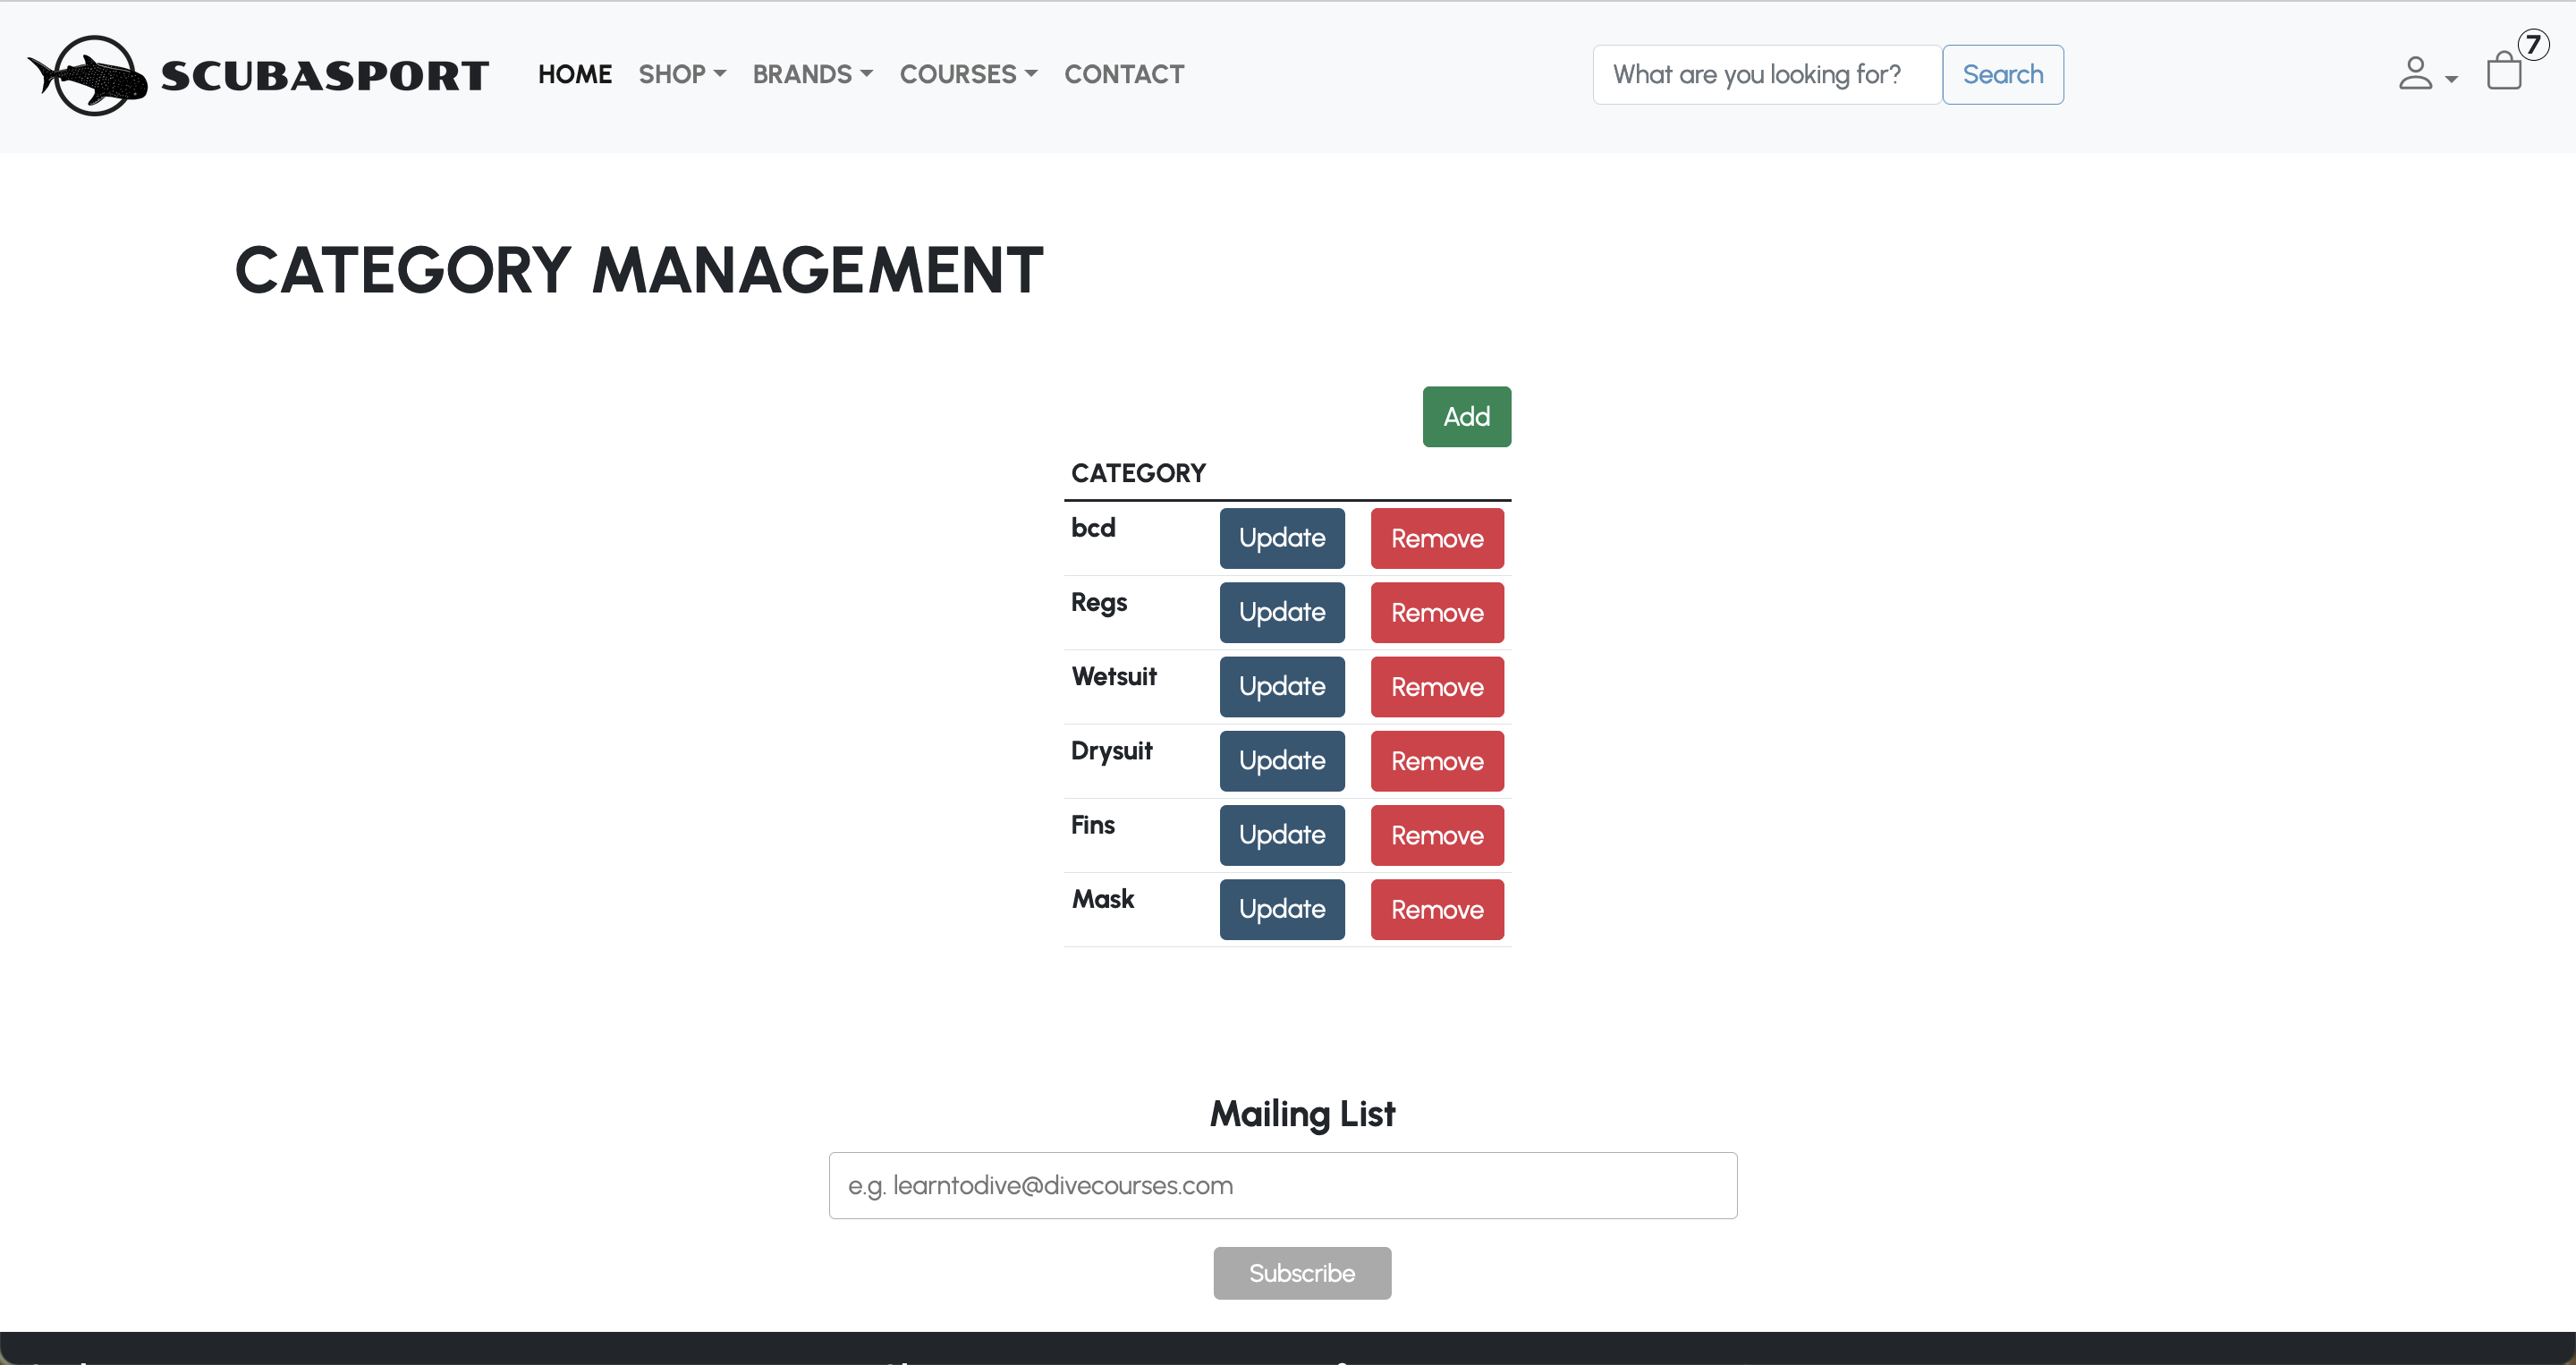 SCUBASPORT HOME SHOP BRANDS COURSES CONTACT What are you looking for? Search 7
CATEGORY MANAGEMENT
Add
CATEGORY
bcd Update Remove
Regs Update Remove
Wetsuit Update Remove
Drysuit Update Remove
Fins Update Remove
Mask Update Remove
Mailing List
e.g. learntodive@divecourses.com
Subscribe